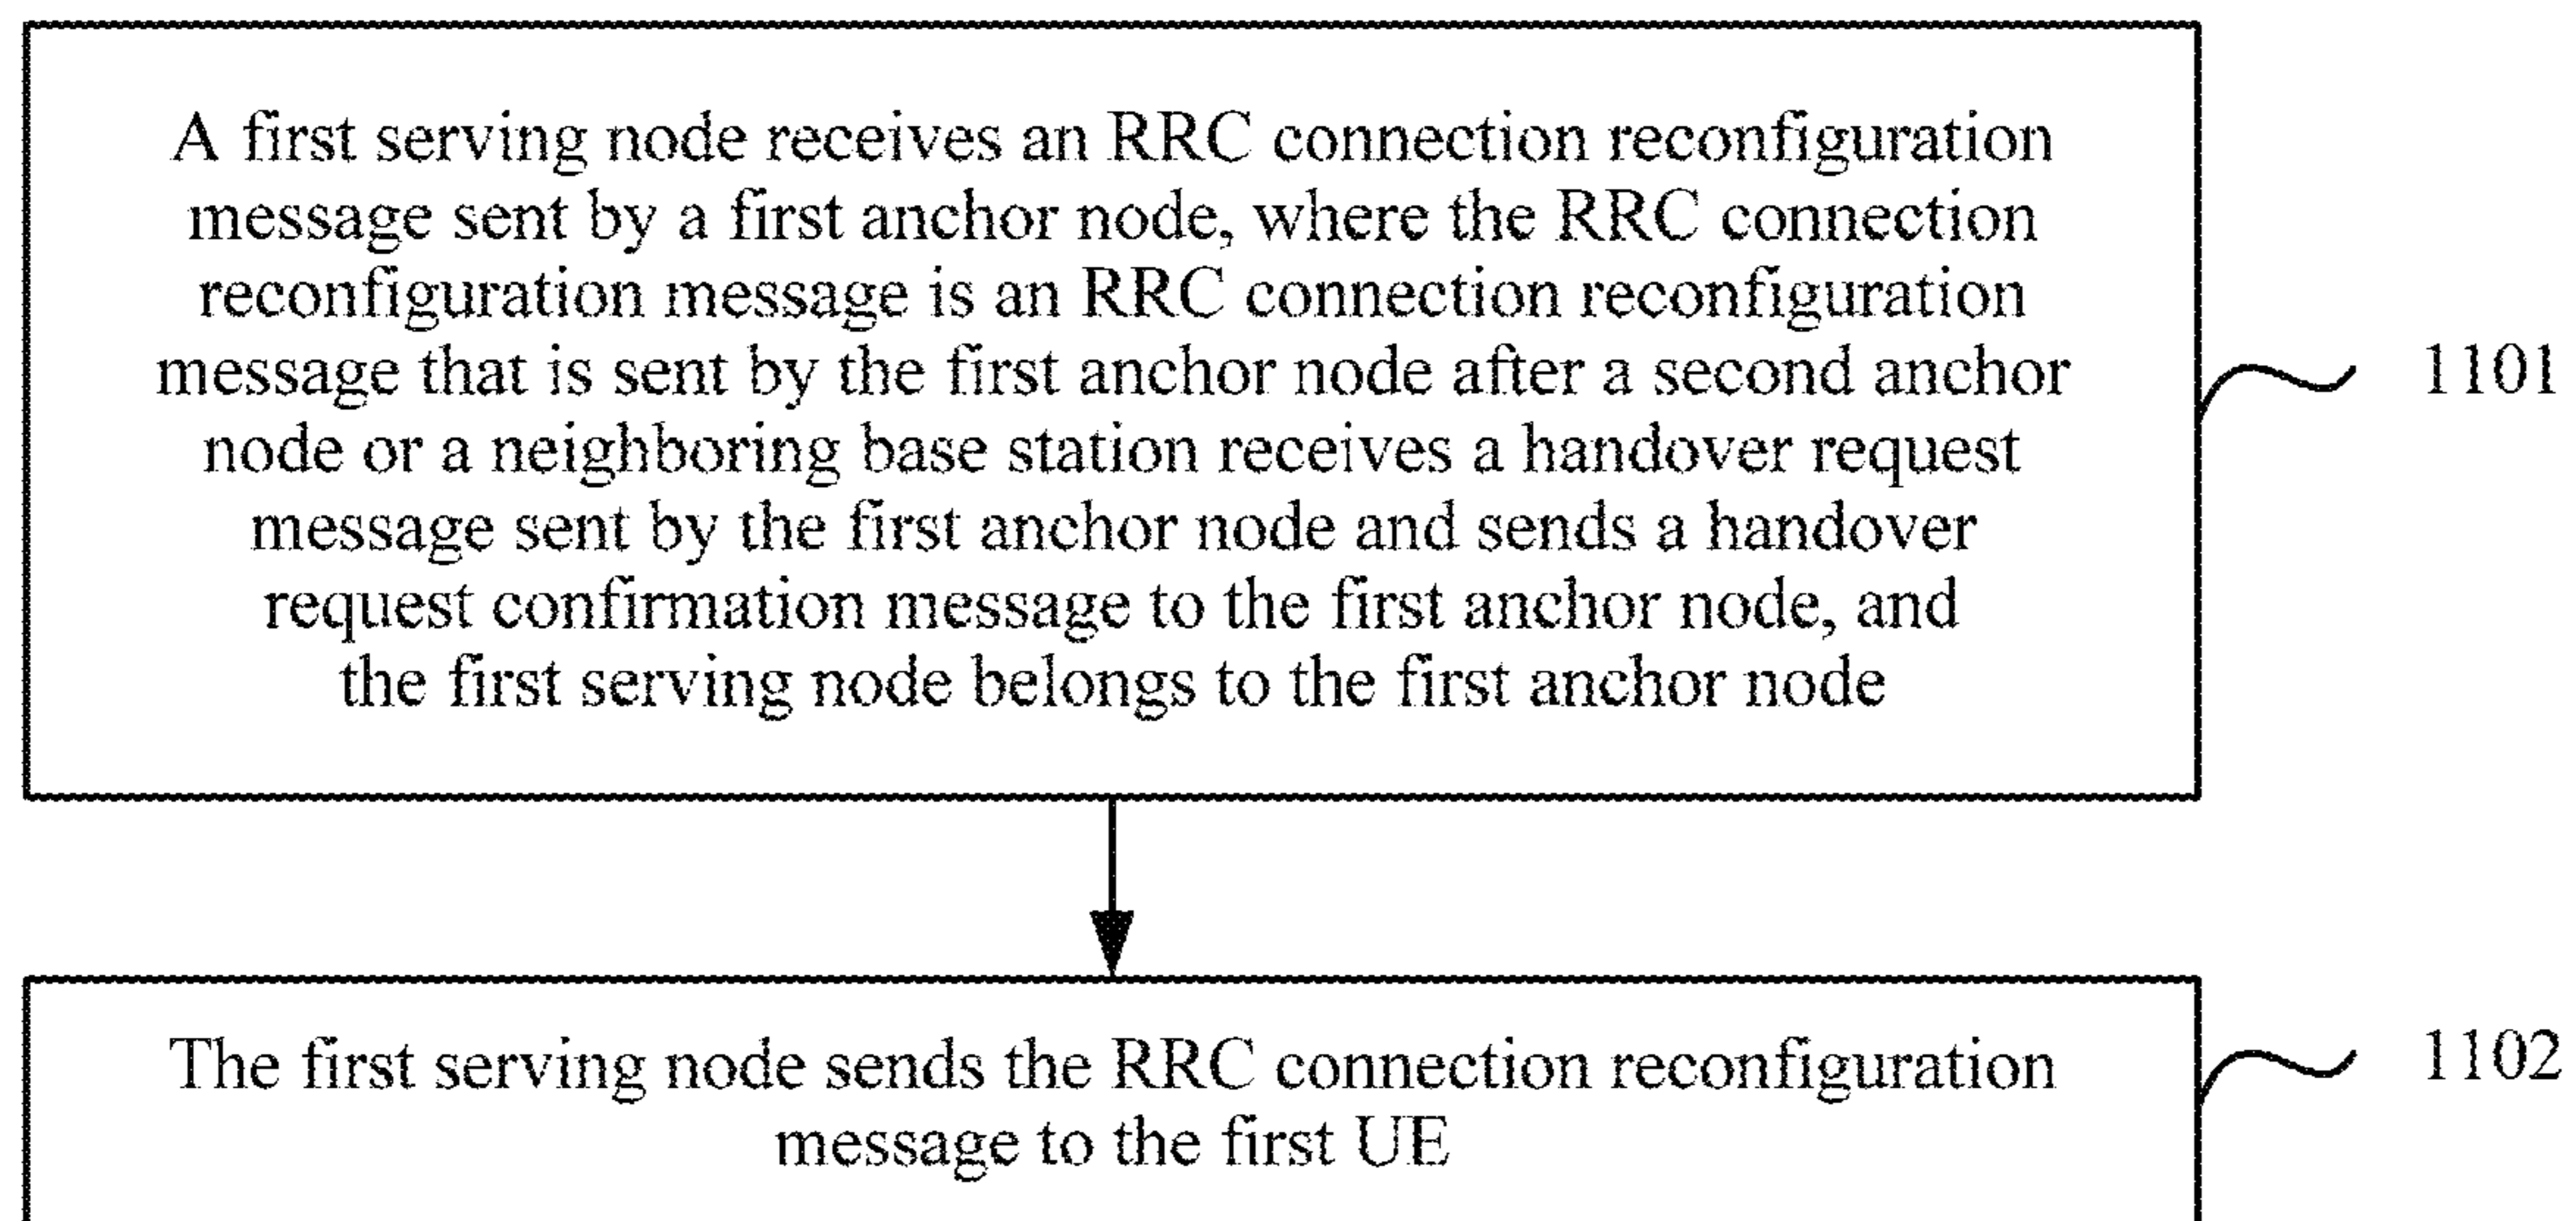 A first serving node receives an RRC connection reconfiguration
message sent by a first anchor node, where the RRC connection
reconfiguration message is an RRC connection reconfiguration
message that is sent by the first anchor node after a second anchor
node or a neighboring base station receives a handover request
message sent by the first anchor node and sends a handover
request confirmation message to the first anchor node, and
the first serving node belongs to the first anchor node
1101
The first serving node sends the RRC connection reconfiguration
message to the first UE
1102